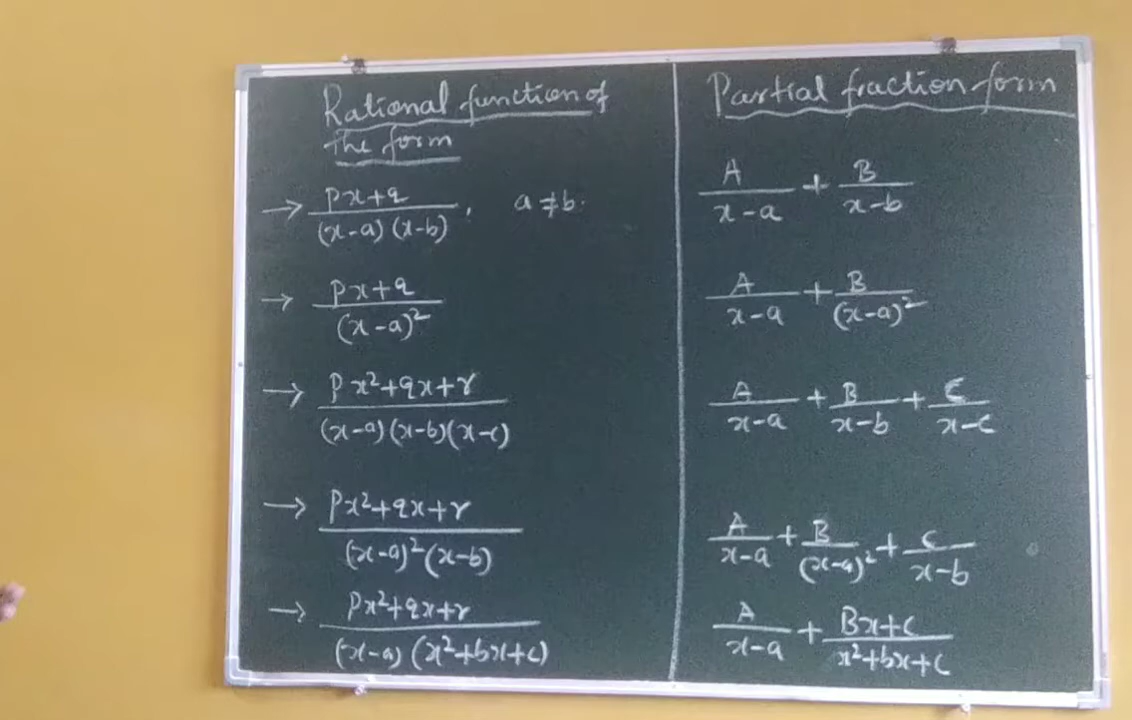 Rational function of
the form
Partial fraction form
→ px+q / (x-a)(x-b), a≠b.
A/(x-a) + B/(x-b)
→ px+q / (x-a)²
A/(x-a) + B/(x-a)²
→ px²+qx+r / (x-a)(x-b)(x-c)
A/(x-a) + B/(x-b) + C/(x-c)
→ px²+qx+r / (x-a)²(x-b)
A/(x-a) + B/(x-a)² + C/(x-b)
→ px²+qx+r / (x-a)(x²+bx+c)
A/(x-a) + Bx+C / x²+bx+c